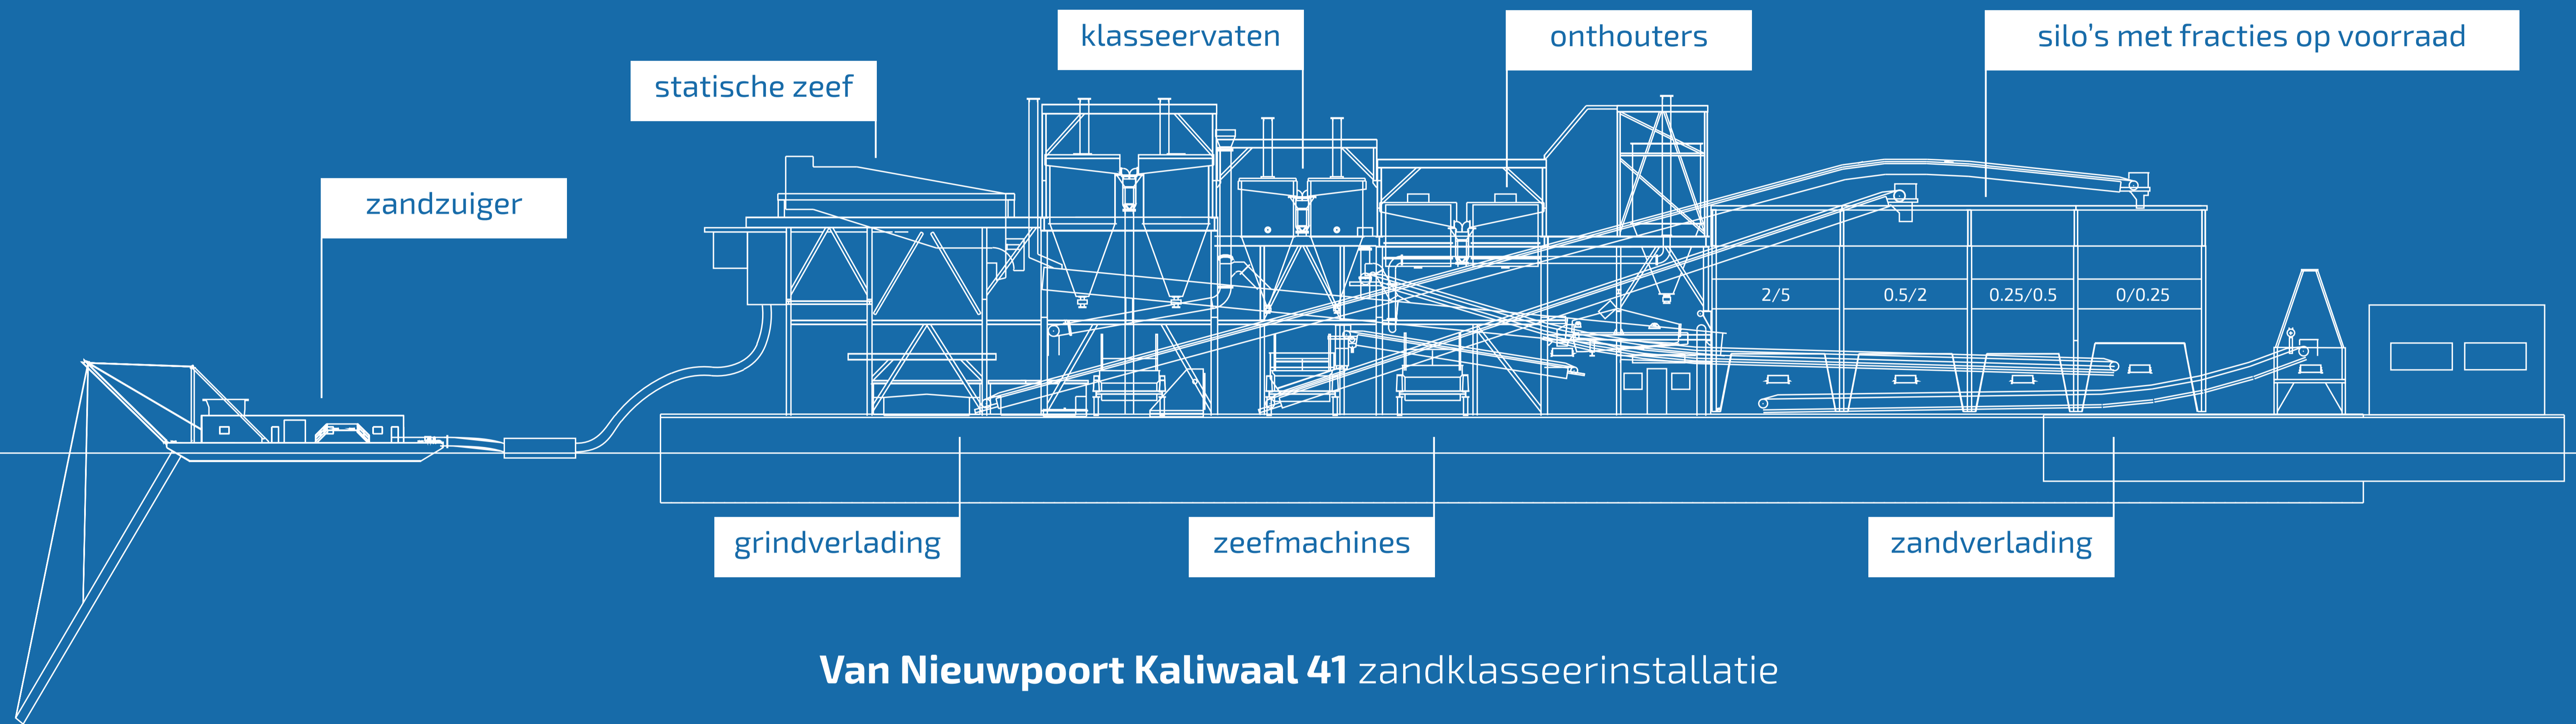 klasseervaten
onthouters
silo's met fracties op voorraad
statische zeef
zandzuiger
2/5
0.5/2
0.25/0.5
0/0.25
grindverlading
zeefmachines
zandverlading
Van Nieuwpoort Kaliwaal 41 zandklasseerinstallatie